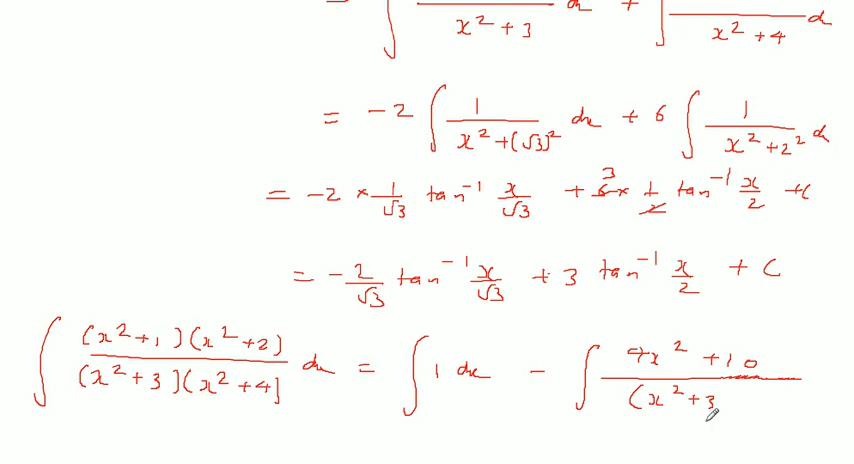 = ∫ ―――― dx + ∫ ―――― d
x² + 3      x² + 4
= -2 ∫ 1/(x² + (√3)²) dx + 6 ∫ 1/(x² + 2²) dx
= -2 × 1/√3 tan⁻¹ x/√3 + 3 6 × 1/2 tan⁻¹ x/2 + C
= - 2/√3 tan⁻¹ x/√3 + 3 tan⁻¹ x/2 + C
∫ (x² + 1)(x² + 2)/(x² + 3)(x² + 4] dx = ∫ 1 dx - ∫ 7x² + 10/(x² + 3